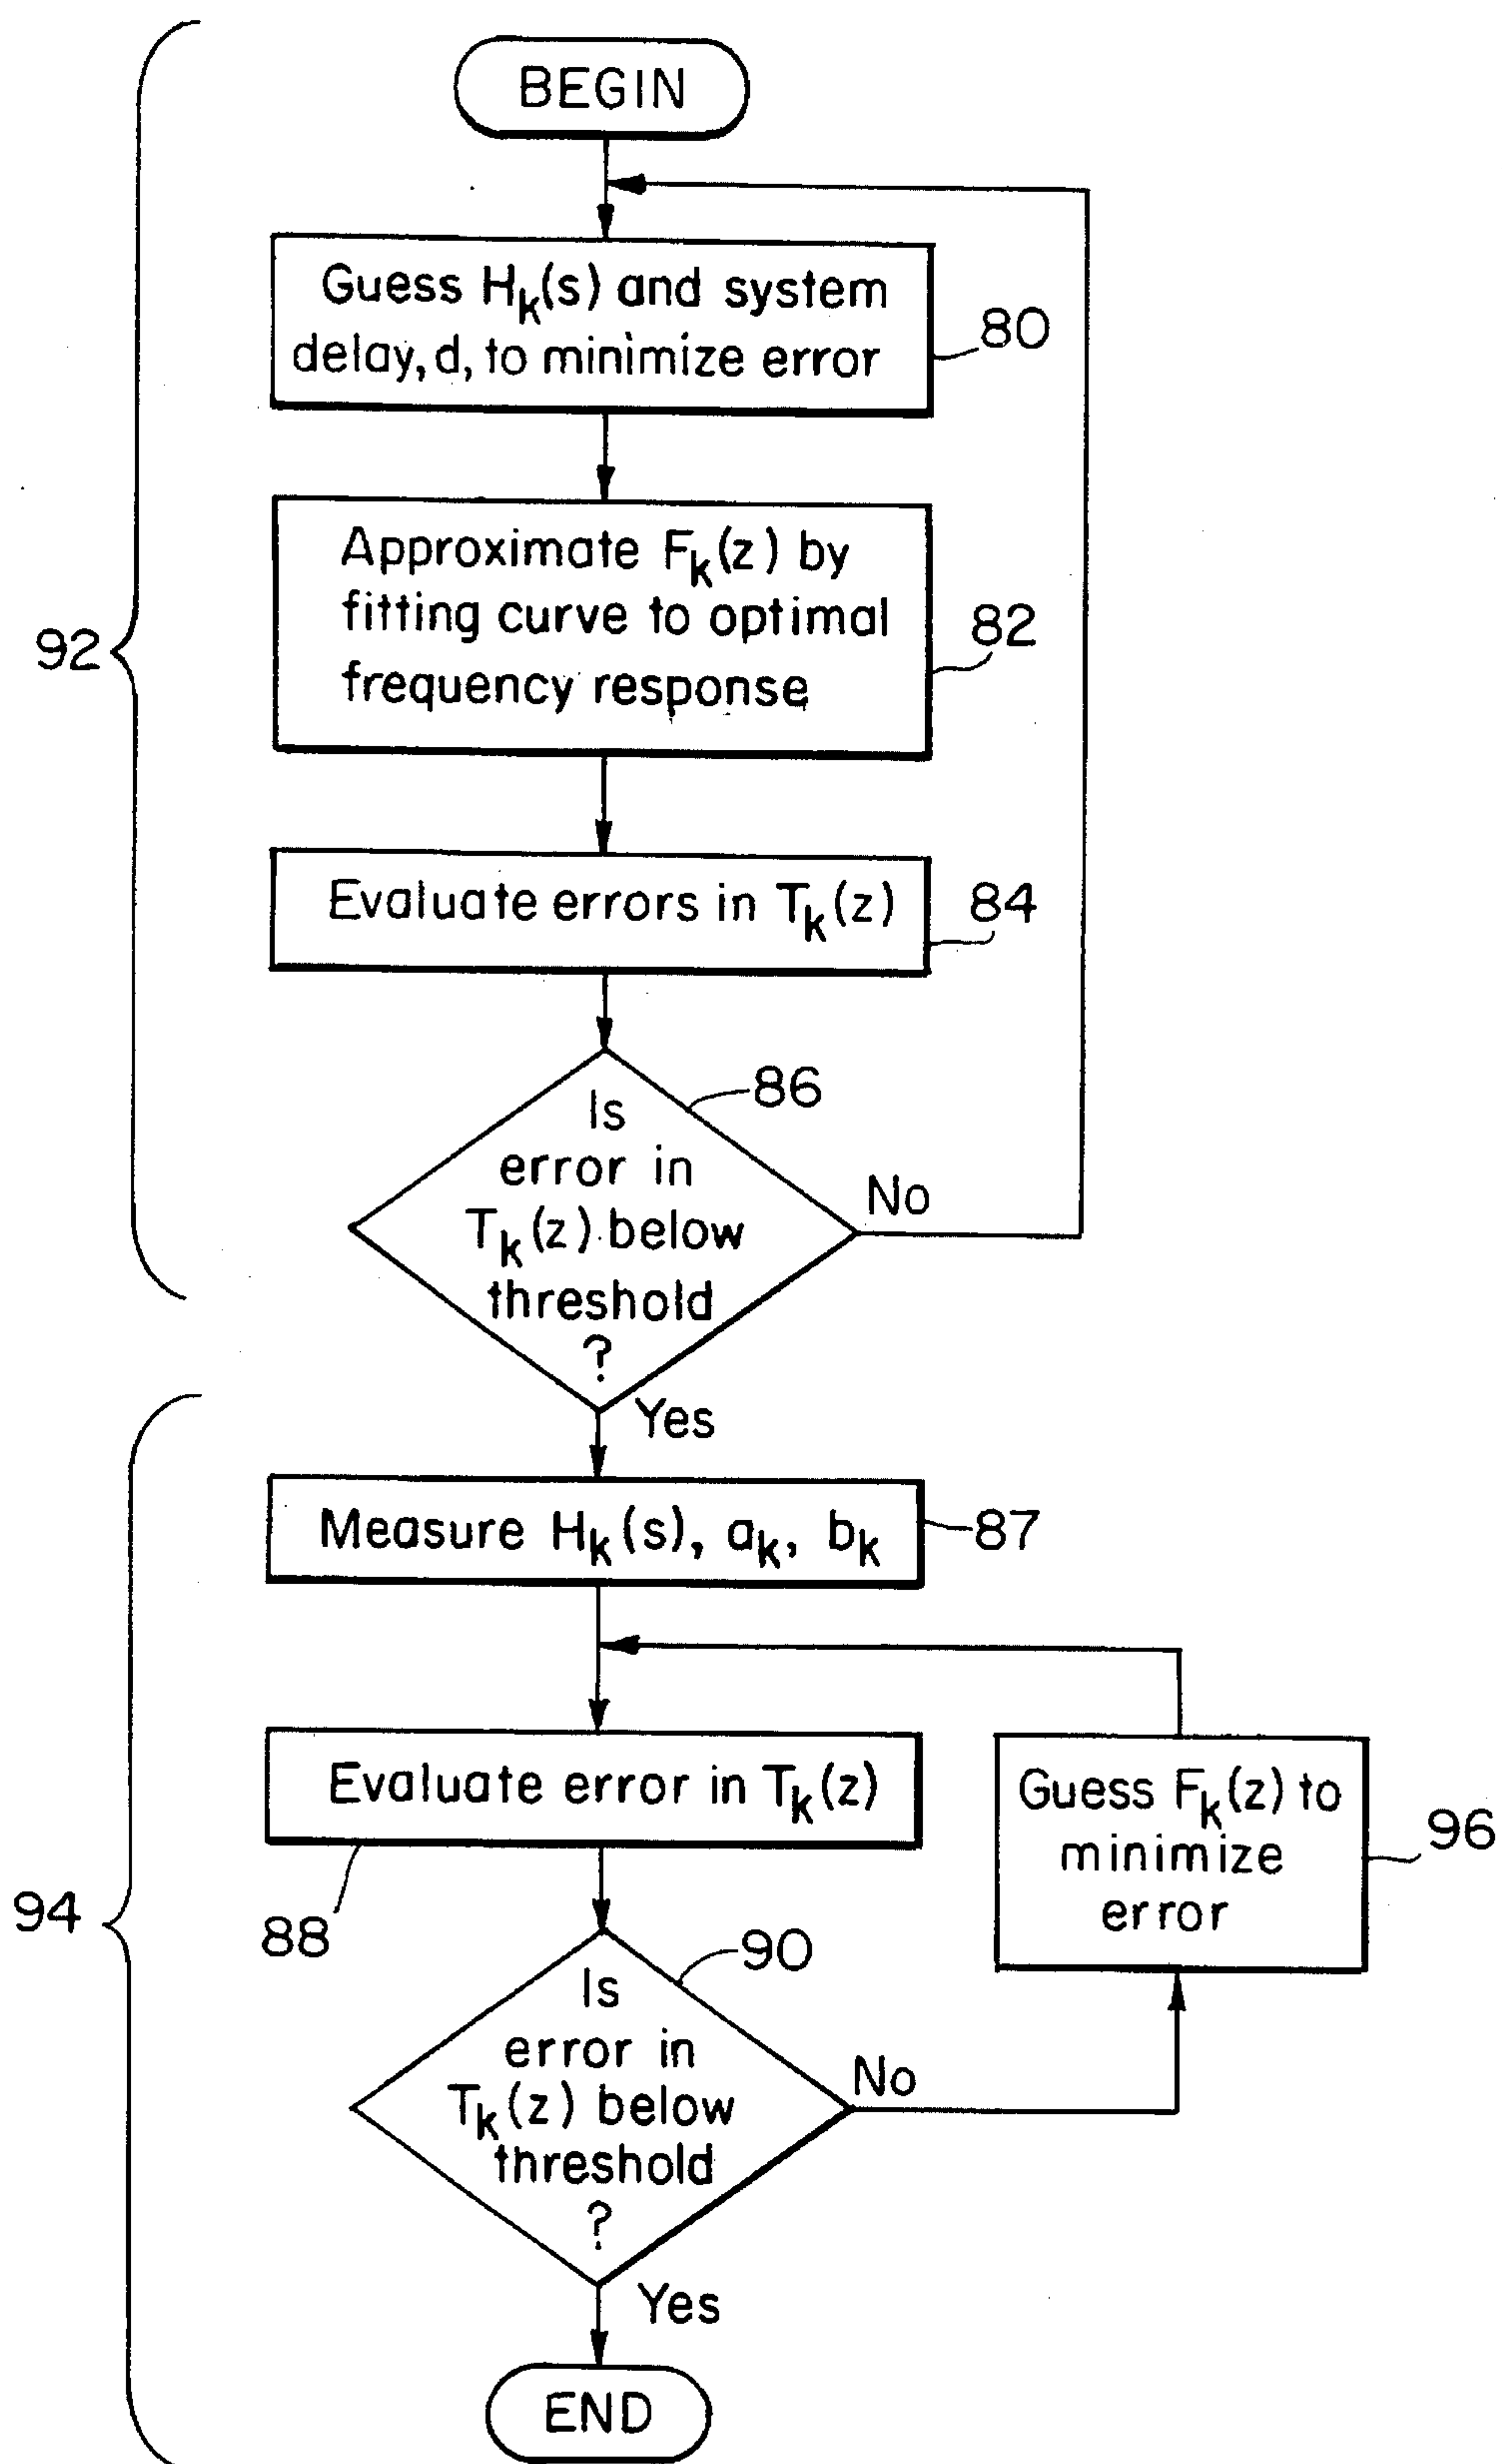 BEGIN
Guess Hk(s) and system
delay, d, to minimize error
80
Approximate Fk(z) by
fitting curve to optimal
frequency response
82
92
Evaluate errors in Tk(z)
84
86
Is
error in
Tk(z) below
threshold
?
No
Yes
Measure Hk(s), ak, bk
87
Evaluate error in Tk(z)
88
Guess Fk(z) to
minimize
error
96
94
90
Is
error in
Tk(z) below
threshold
?
No
Yes
END